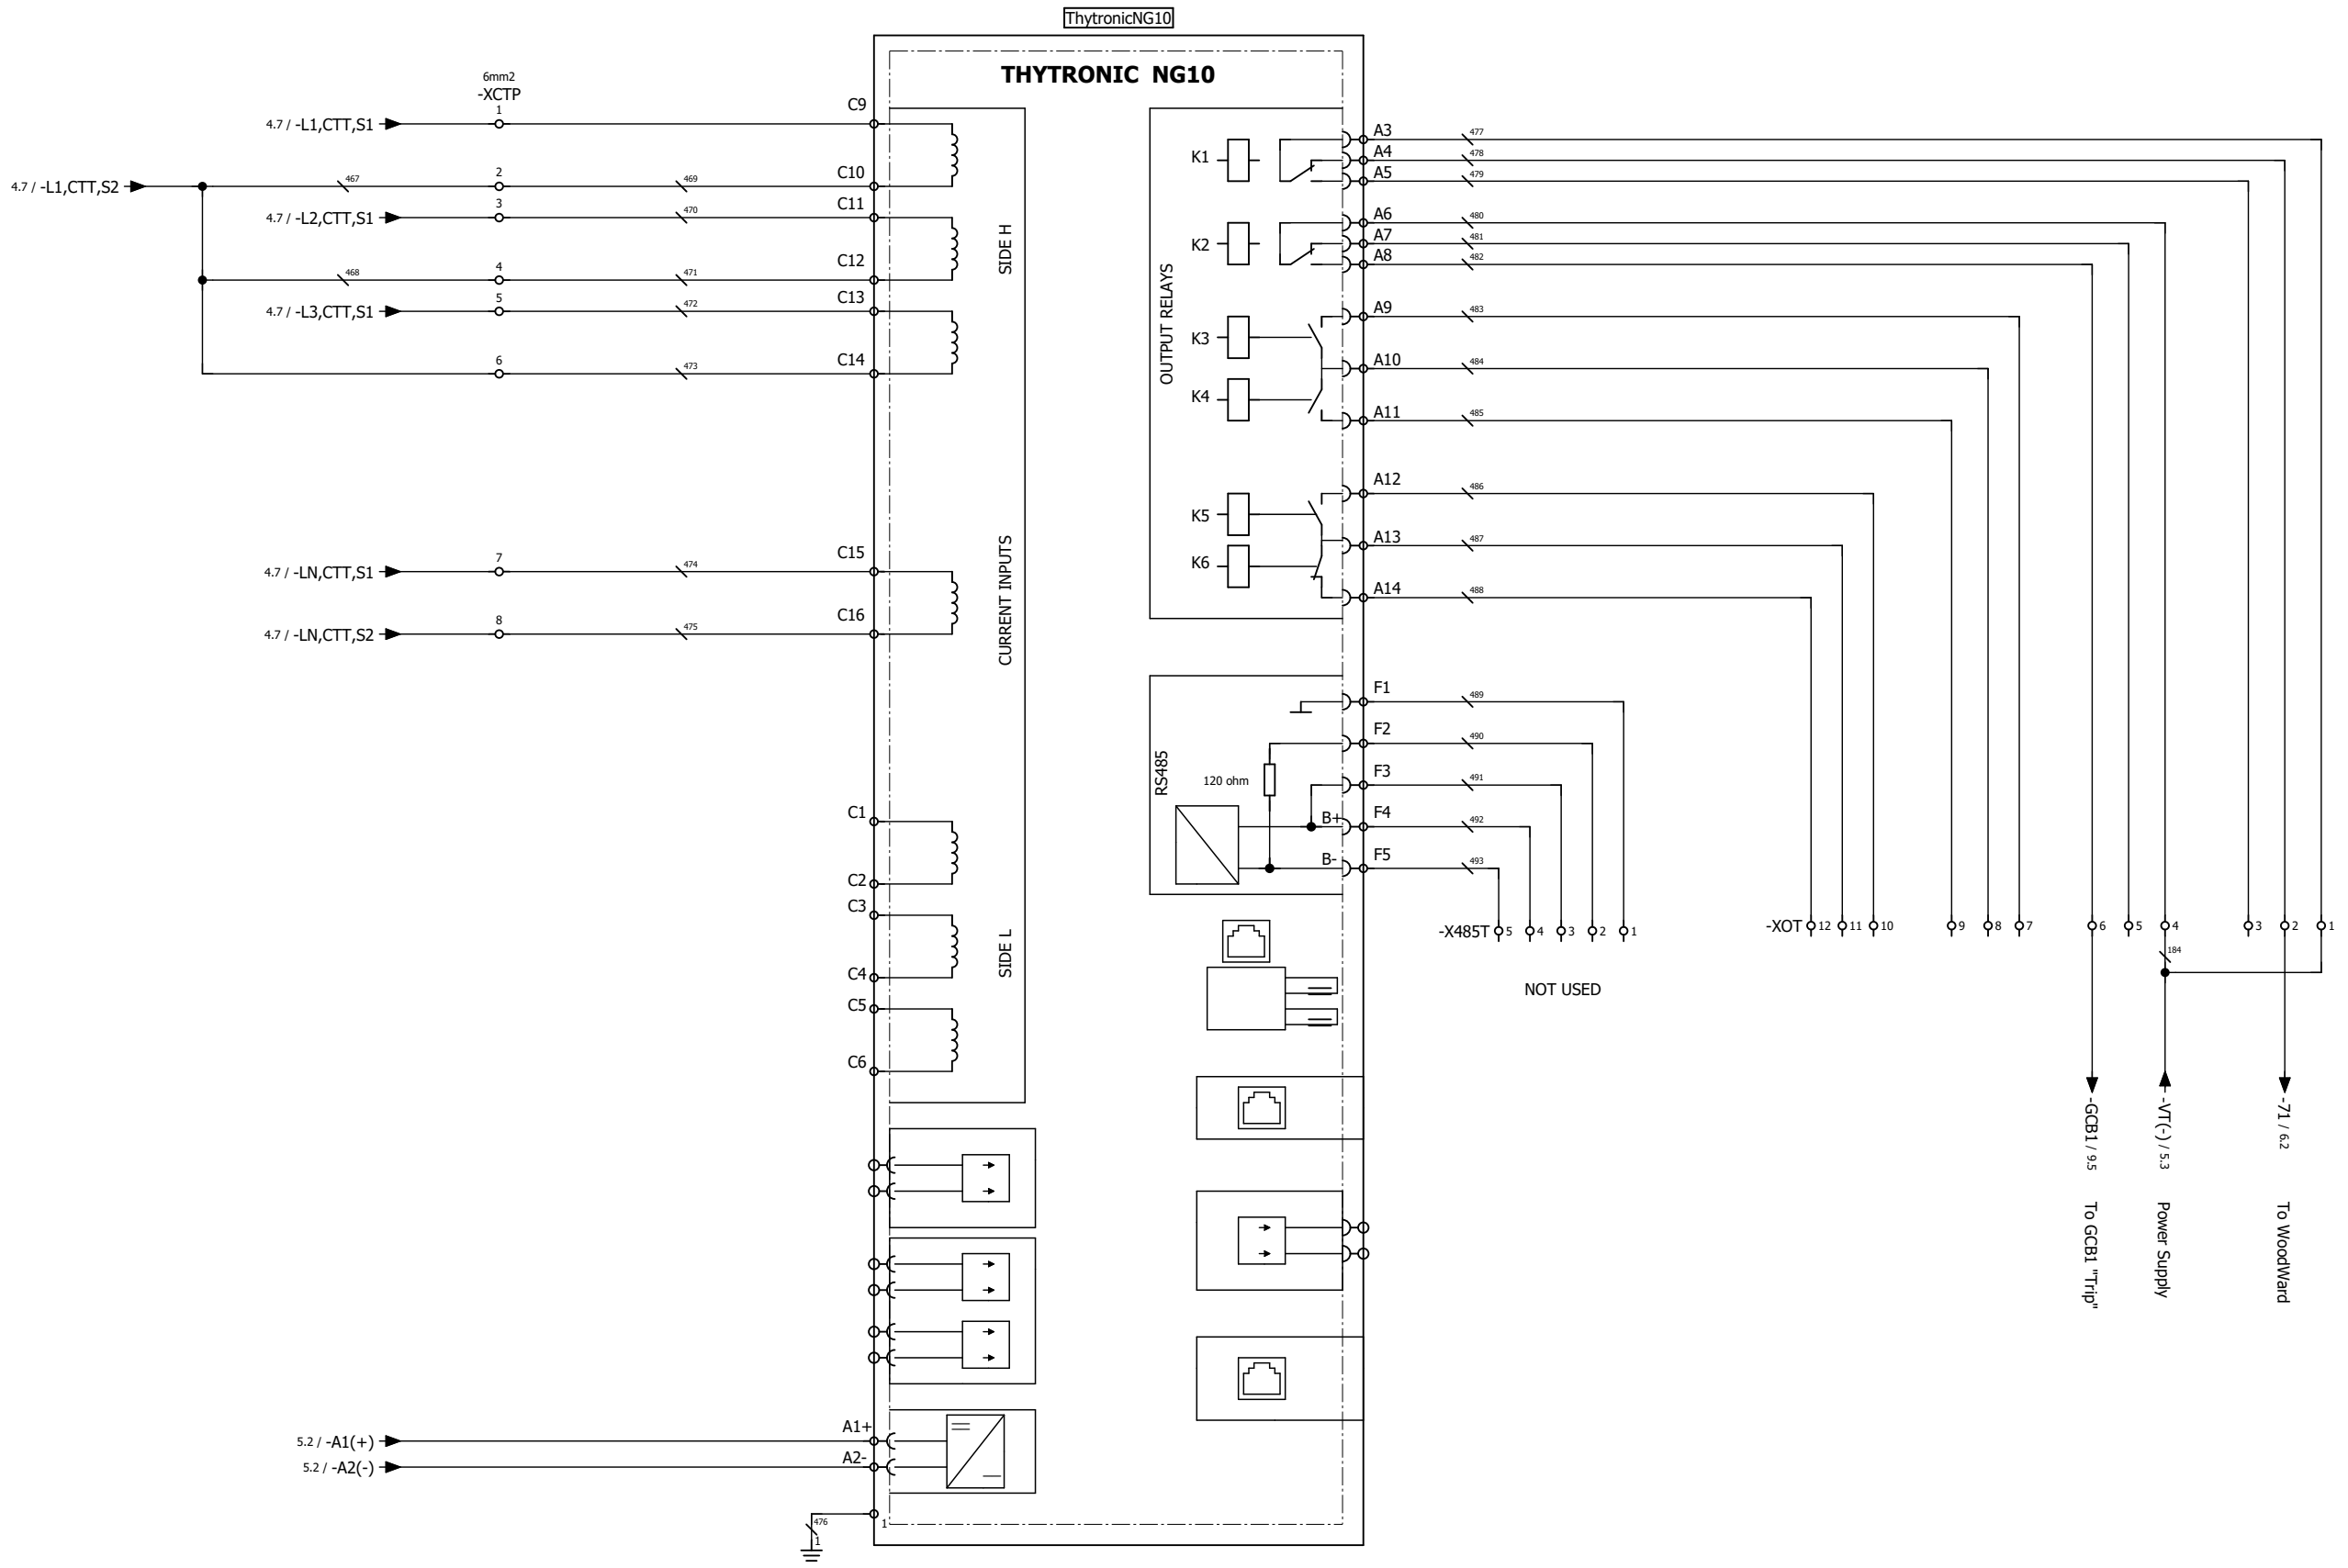 ThytronicNG10
THYTRONIC NG10
6mm2
-XCTP
1
4.7 / -L1,CTT,S1
C9
4.7 / -L1,CTT,S2
467
2
469
C10
4.7 / -L2,CTT,S1
3
470
C11
468
4
471
C12
4.7 / -L3,CTT,S1
5
472
C13
6
473
C14
SIDE H
4.7 / -LN,CTT,S1
7
474
C15
4.7 / -LN,CTT,S2
8
475
C16
CURRENT INPUTS
C1
C2
C3
C4
C5
C6
SIDE L
5.2 / -A1(+)
A1+
5.2 / -A2(-)
A2-
476
1
1
OUTPUT RELAYS
K1
K2
K3
K4
K5
K6
A3
477
A4
478
A5
479
A6
480
A7
481
A8
482
A9
483
A10
484
A11
485
A12
486
A13
487
A14
488
RS485
120 ohm
B+
B-
F1
489
F2
490
F3
491
F4
492
F5
493
-X485T 5 4 3 2 1
NOT USED
-XOT 12 11 10 9 8 7 6 5 4 3 2 1
184
-GCB1 / 9.5
To GCB1 "Trip"
-VT(-) / 5.3
Power Supply
-71 / 6.2
To WoodWard